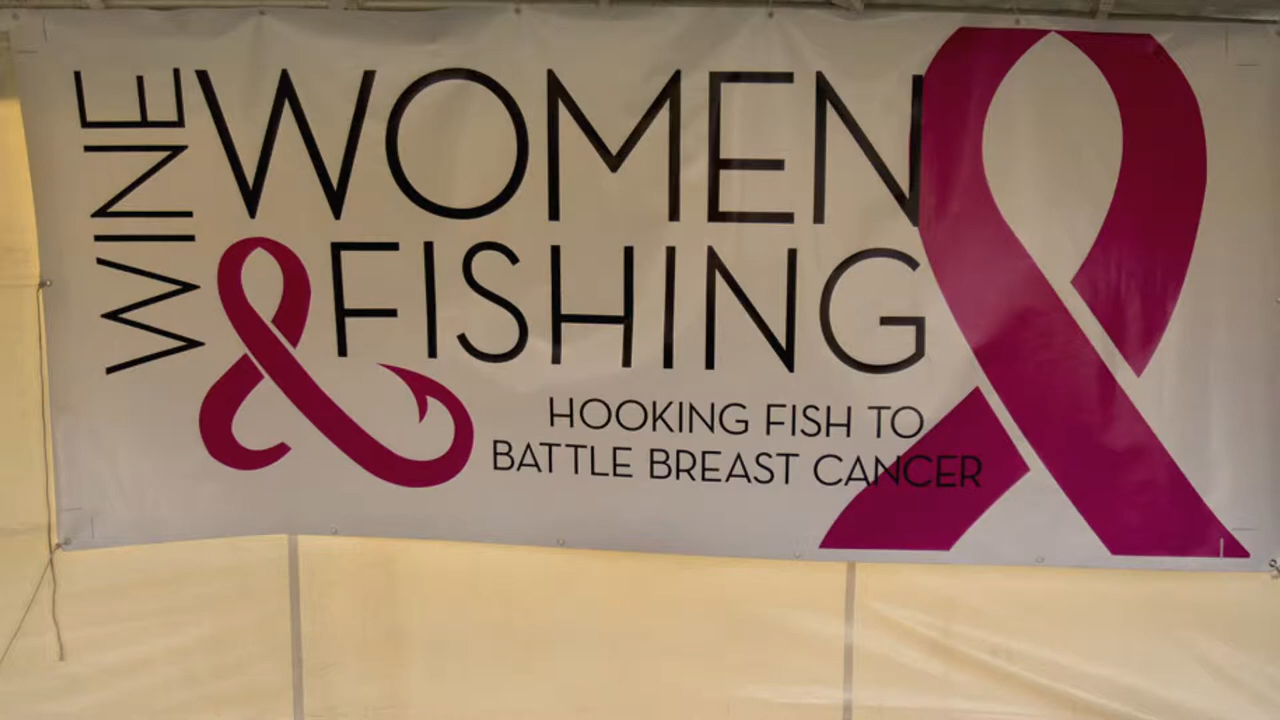 WINE
WOMEN
& FISHING
HOOKING FISH TO
BATTLE BREAST CANCER